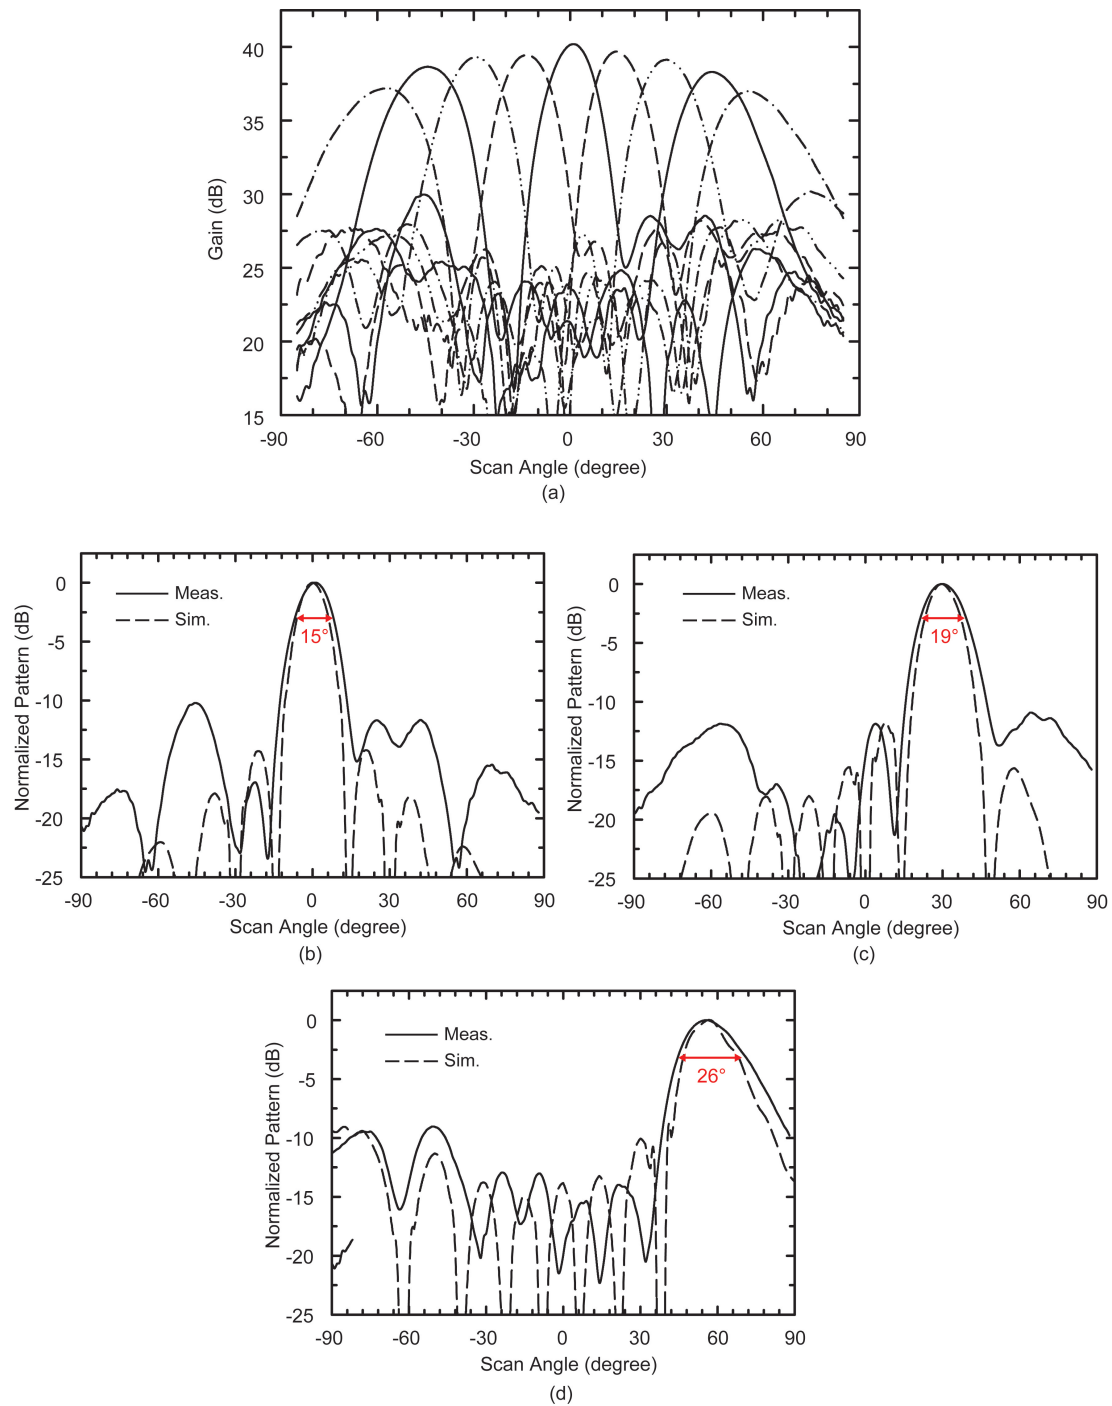 40
35
30
25
20
15
Gain (dB)
-90 -60 -30 0 30 60 90
Scan Angle (degree)
(a)
0
-5
-10
-15
-20
-25
Normalized Pattern (dB)
Meas.
Sim.
15°
-90 -60 -30 0 30 60 90
Scan Angle (degree)
(b)
0
-5
-10
-15
-20
-25
Normalized Pattern (dB)
Meas.
Sim.
19°
-90 -60 -30 0 30 60 90
Scan Angle (degree)
(c)
0
-5
-10
-15
-20
-25
Normalized Pattern (dB)
Meas.
Sim.
26°
-90 -60 -30 0 30 60 90
Scan Angle (degree)
(d)